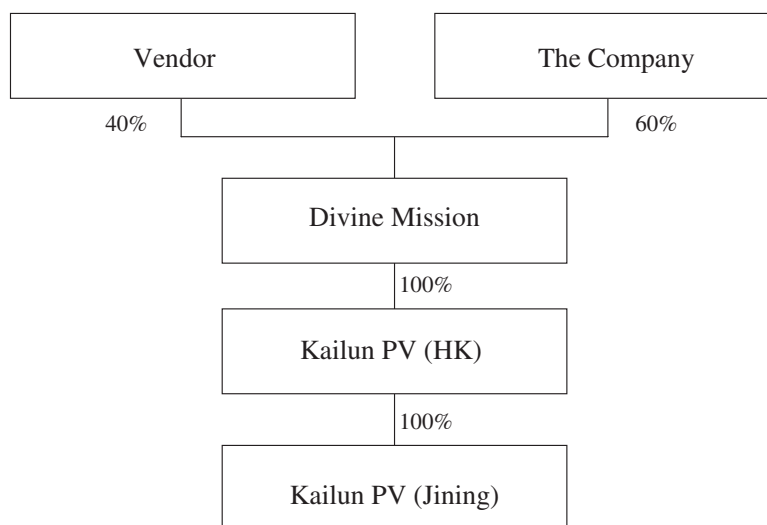 Vendor
The Company
40%
60%
Divine Mission
100%
Kailun PV (HK)
100%
Kailun PV (Jining)